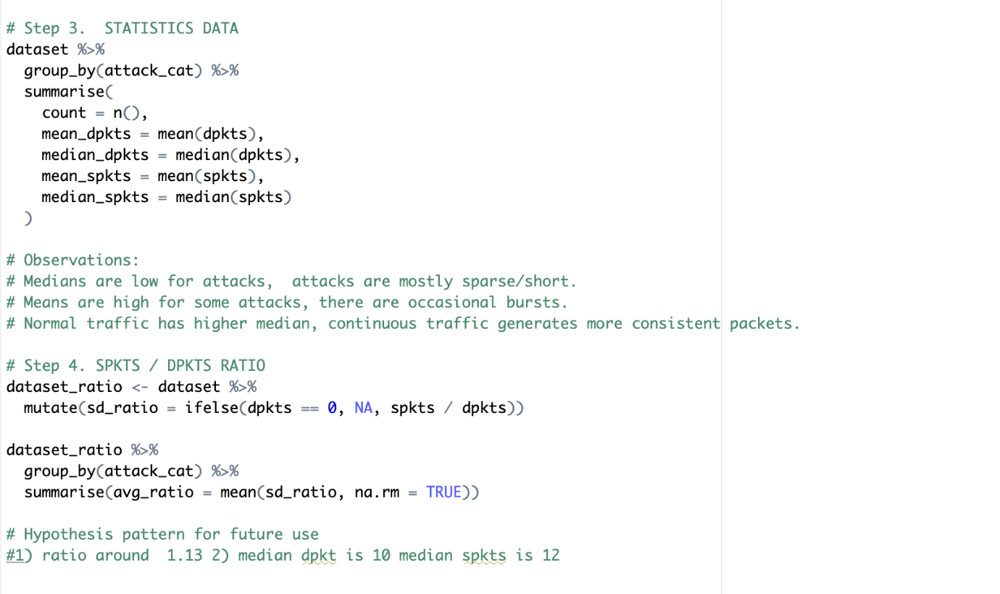 # Step 3.  STATISTICS DATA
dataset %>%
  group_by(attack_cat) %>%
  summarise(
    count = n(),
    mean_dpkts = mean(dpkts),
    median_dpkts = median(dpkts),
    mean_spkts = mean(spkts),
    median_spkts = median(spkts)
  )
# Observations:
# Medians are low for attacks,  attacks are mostly sparse/short.
# Means are high for some attacks, there are occasional bursts.
# Normal traffic has higher median, continuous traffic generates more consistent packets.
# Step 4. SPKTS / DPKTS RATIO
dataset_ratio <- dataset %>%
  mutate(sd_ratio = ifelse(dpkts == 0, NA, spkts / dpkts))
dataset_ratio %>%
  group_by(attack_cat) %>%
  summarise(avg_ratio = mean(sd_ratio, na.rm = TRUE))
# Hypothesis pattern for future use
#1) ratio around  1.13 2) median dpkt is 10 median spkts is 12